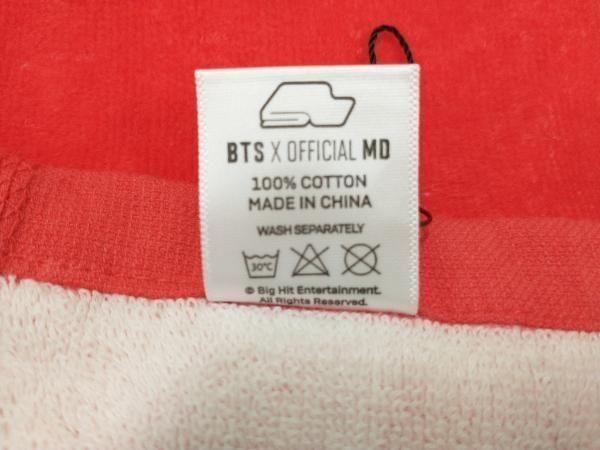 BTS X OFFICIAL MD
100% COTTON
MADE IN CHINA
WASH SEPARATELY
30°C
© Big Hit Entertainment.
All Rights Reserved.